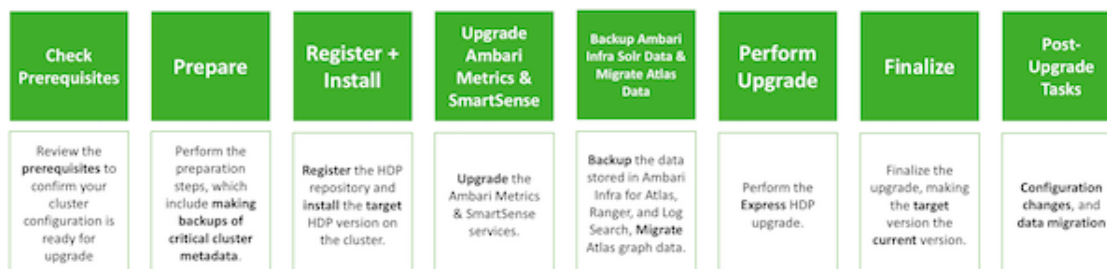 Check
Prerequisites
Review the
prerequisites to
confirm your
cluster
configuration is
ready for
upgrade
Prepare
Perform the
preparation
steps, which
include making
backups of
critical cluster
metadata.
Register +
Install
Register the HDP
repository and
install the target
HDP version on
the cluster.
Upgrade
Ambari
Metrics &
SmartSense
Upgrade the
Ambari Metrics
& SmartSense
services.
Backup Ambari
Infra Solr Data &
Migrate Atlas
Data
Backup the data
stored in Ambari
Infra for Atlas,
Ranger, and Log
Search, Migrate
Atlas graph data.
Perform
Upgrade
Perform the
Express HDP
upgrade.
Finalize
Finalize the
upgrade, making
the target
version the
current version.
Post-
Upgrade
Tasks
Configuration
changes, and
data migration